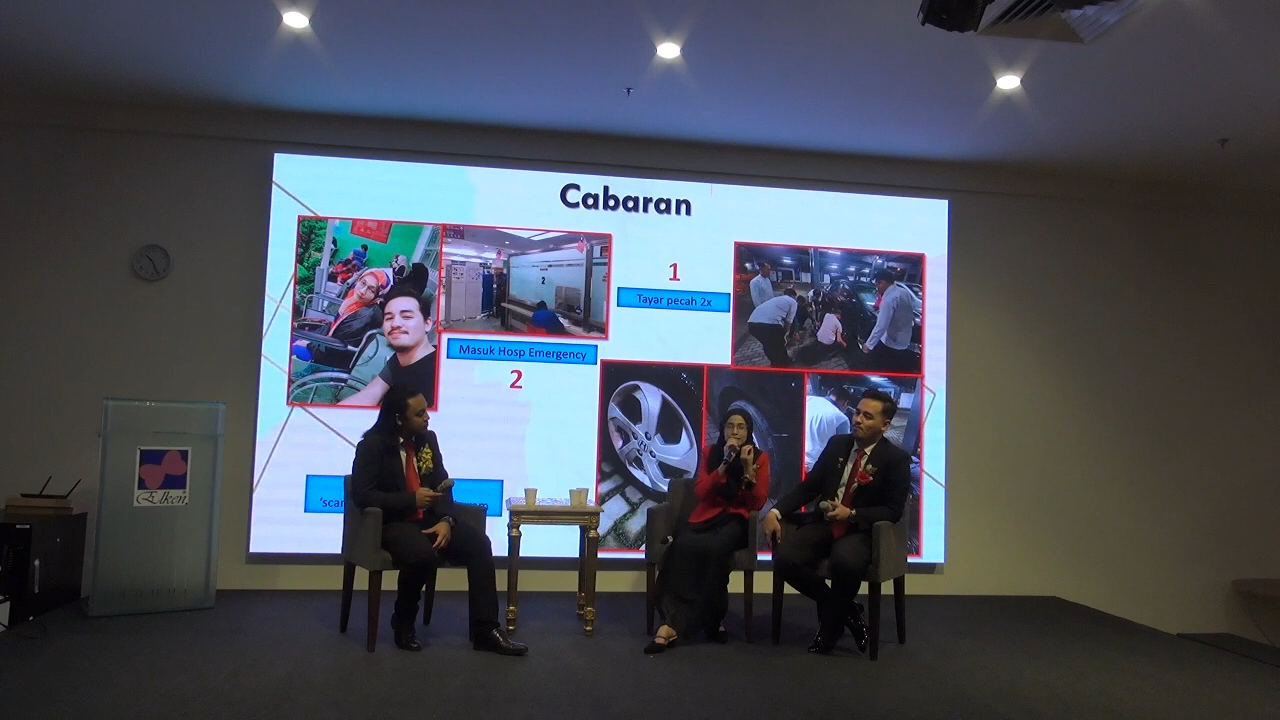 Cabaran
1
Tayar pecah 2x
Masuk Hosp Emergency
2
Elken